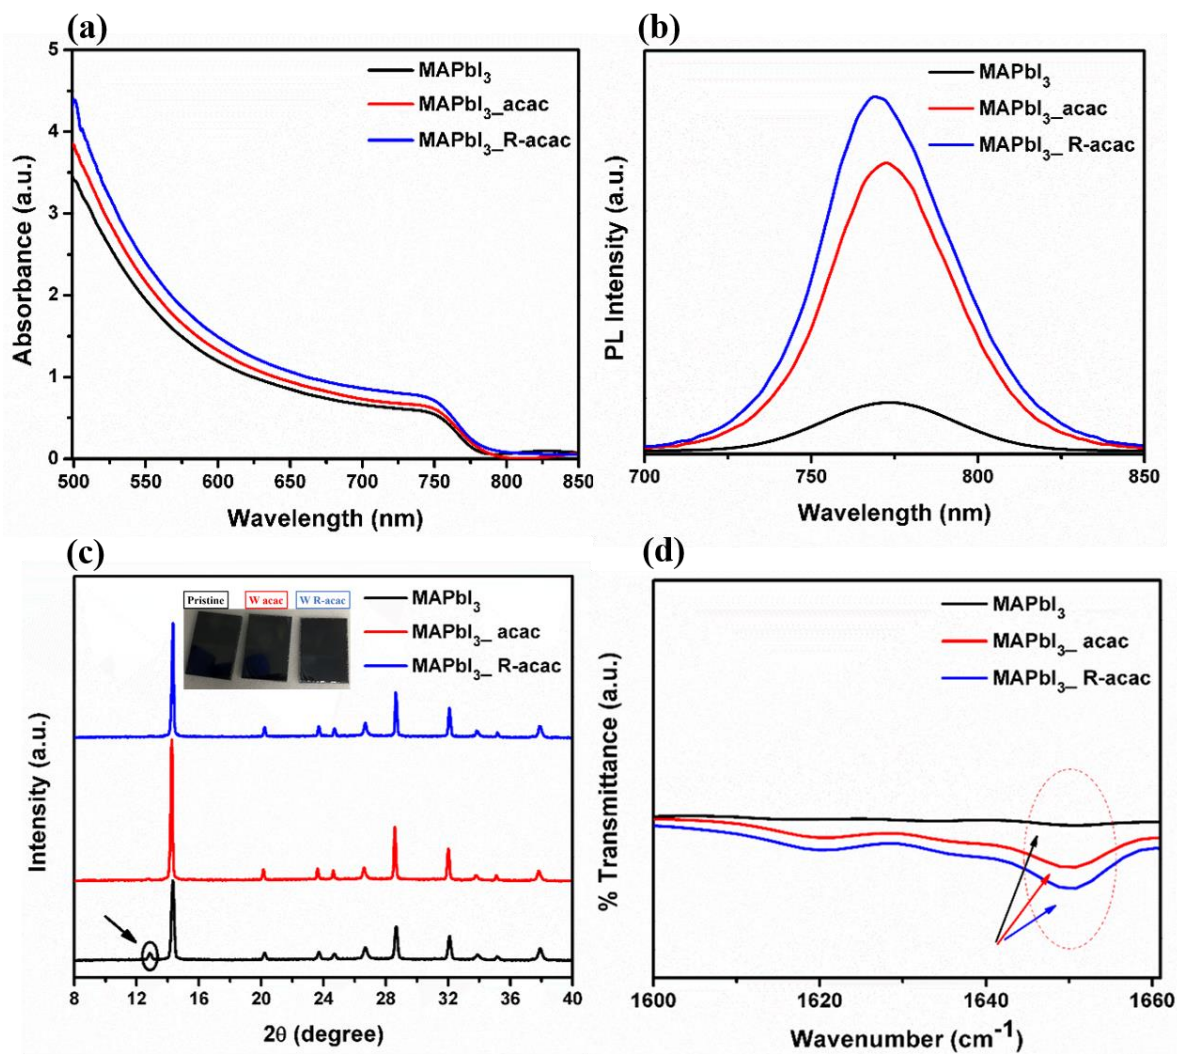 (a)
5
4
3
2
1
0
500 550 600 650 700 750 800 850
Absorbance (a.u.)
Wavelength (nm)
MAPbI₃
MAPbI₃_acac
MAPbI₃_R-acac
(b)
PL Intensity (a.u.)
700 750 800 850
Wavelength (nm)
MAPbI₃
MAPbI₃_acac
MAPbI₃_ R-acac
(c)
Pristine W acac W R-acac
MAPbI₃
MAPbI₃_ acac
MAPbI₃_ R-acac
Intensity (a.u.)
8 12 16 20 24 28 32 36 40
2θ (degree)
(d)
MAPbI₃
MAPbI₃_ acac
MAPbI₃_ R-acac
% Transmittance (a.u.)
1600 1620 1640 1660
Wavenumber (cm⁻¹)